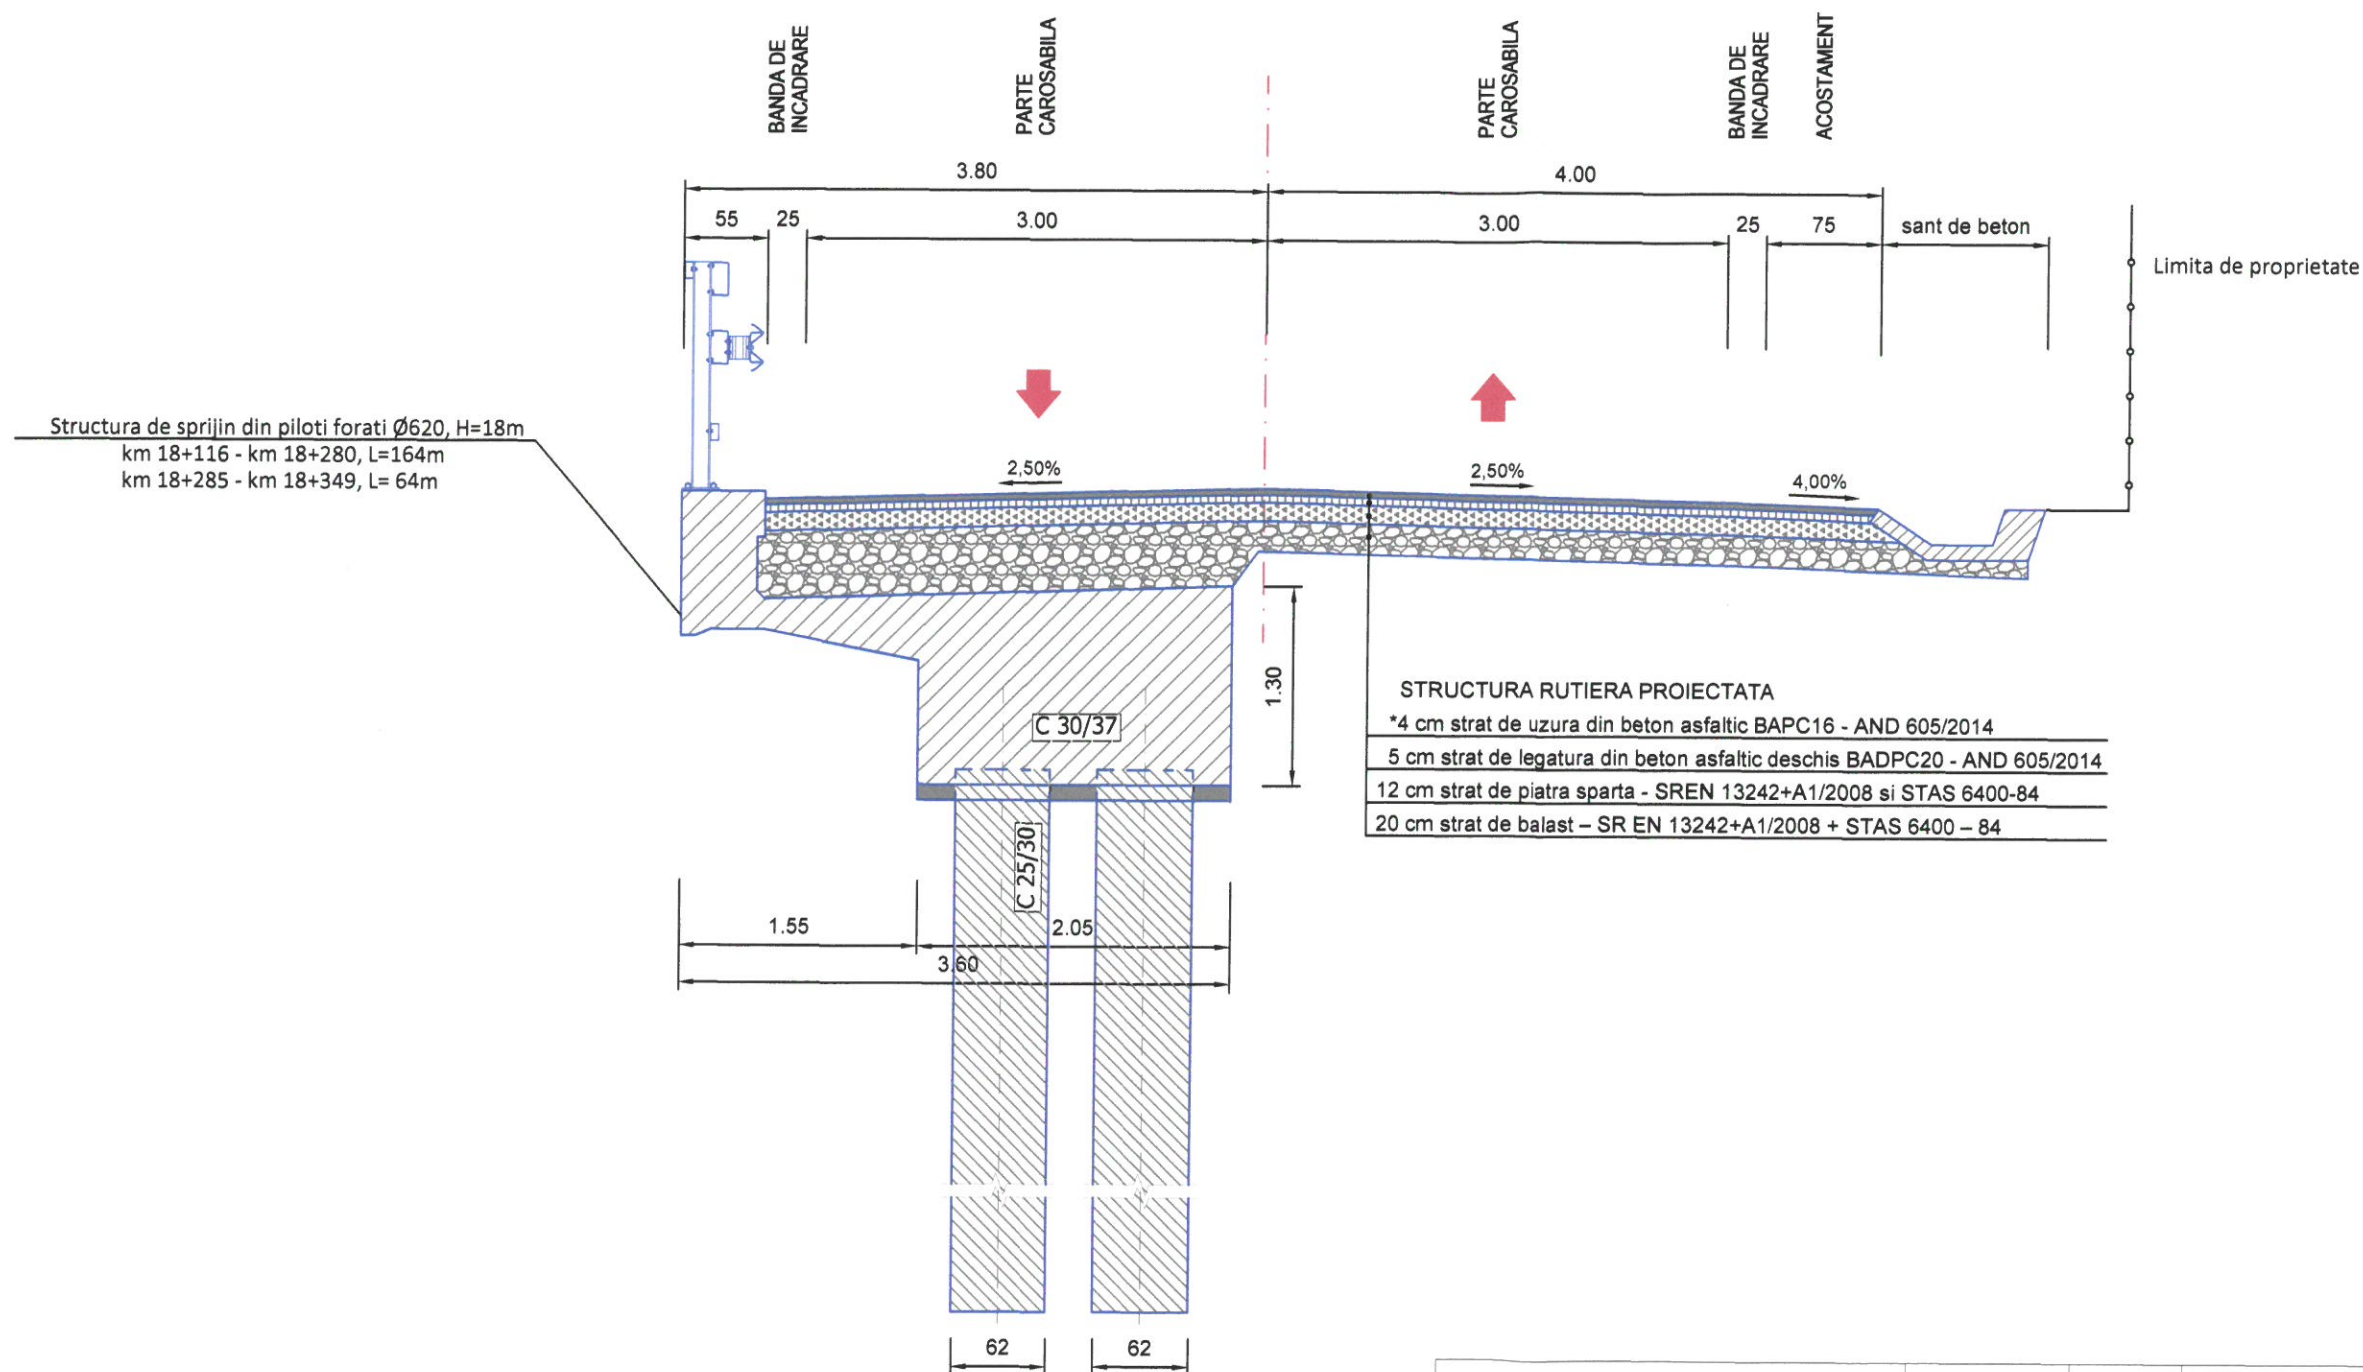 BANDA DE
INCADRARE
PARTE
CAROSABILA
PARTE
CAROSABILA
BANDA DE
INCADRARE
ACOSTAMENT
3.80
4.00
55
25
3.00
3.00
25
75
sant de beton
Limita de proprietate
Structura de sprijin din piloti forati Ø620, H=18m
km 18+116 - km 18+280, L=164m
km 18+285 - km 18+349, L= 64m
2,50%
2,50%
4,00%
1.30
STRUCTURA RUTIERA PROIECTATA
*4 cm strat de uzura din beton asfaltic BAPC16 - AND 605/2014
5 cm strat de legatura din beton asfaltic deschis BADPC20 - AND 605/2014
12 cm strat de piatra sparta - SREN 13242+A1/2008 si STAS 6400-84
20 cm strat de balast – SR EN 13242+A1/2008 + STAS 6400 – 84
C 30/37
C 25/30
1.55
2.05
3.60
62
62